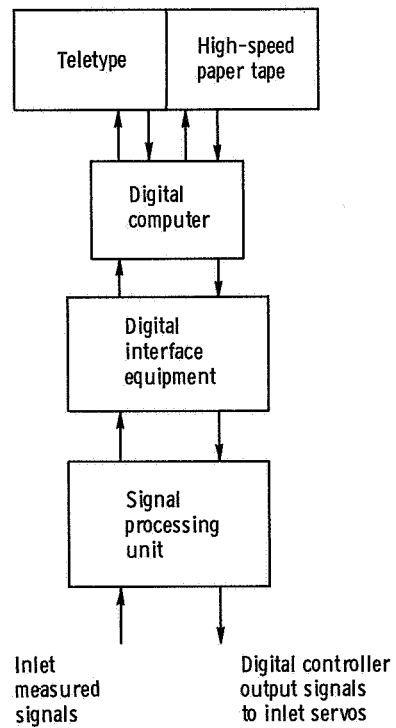 Teletype
High-speed
paper tape
Digital
computer
Digital
interface
equipment
Signal
processing
unit
Inlet
measured
signals
Digital controller
output signals
to inlet servos